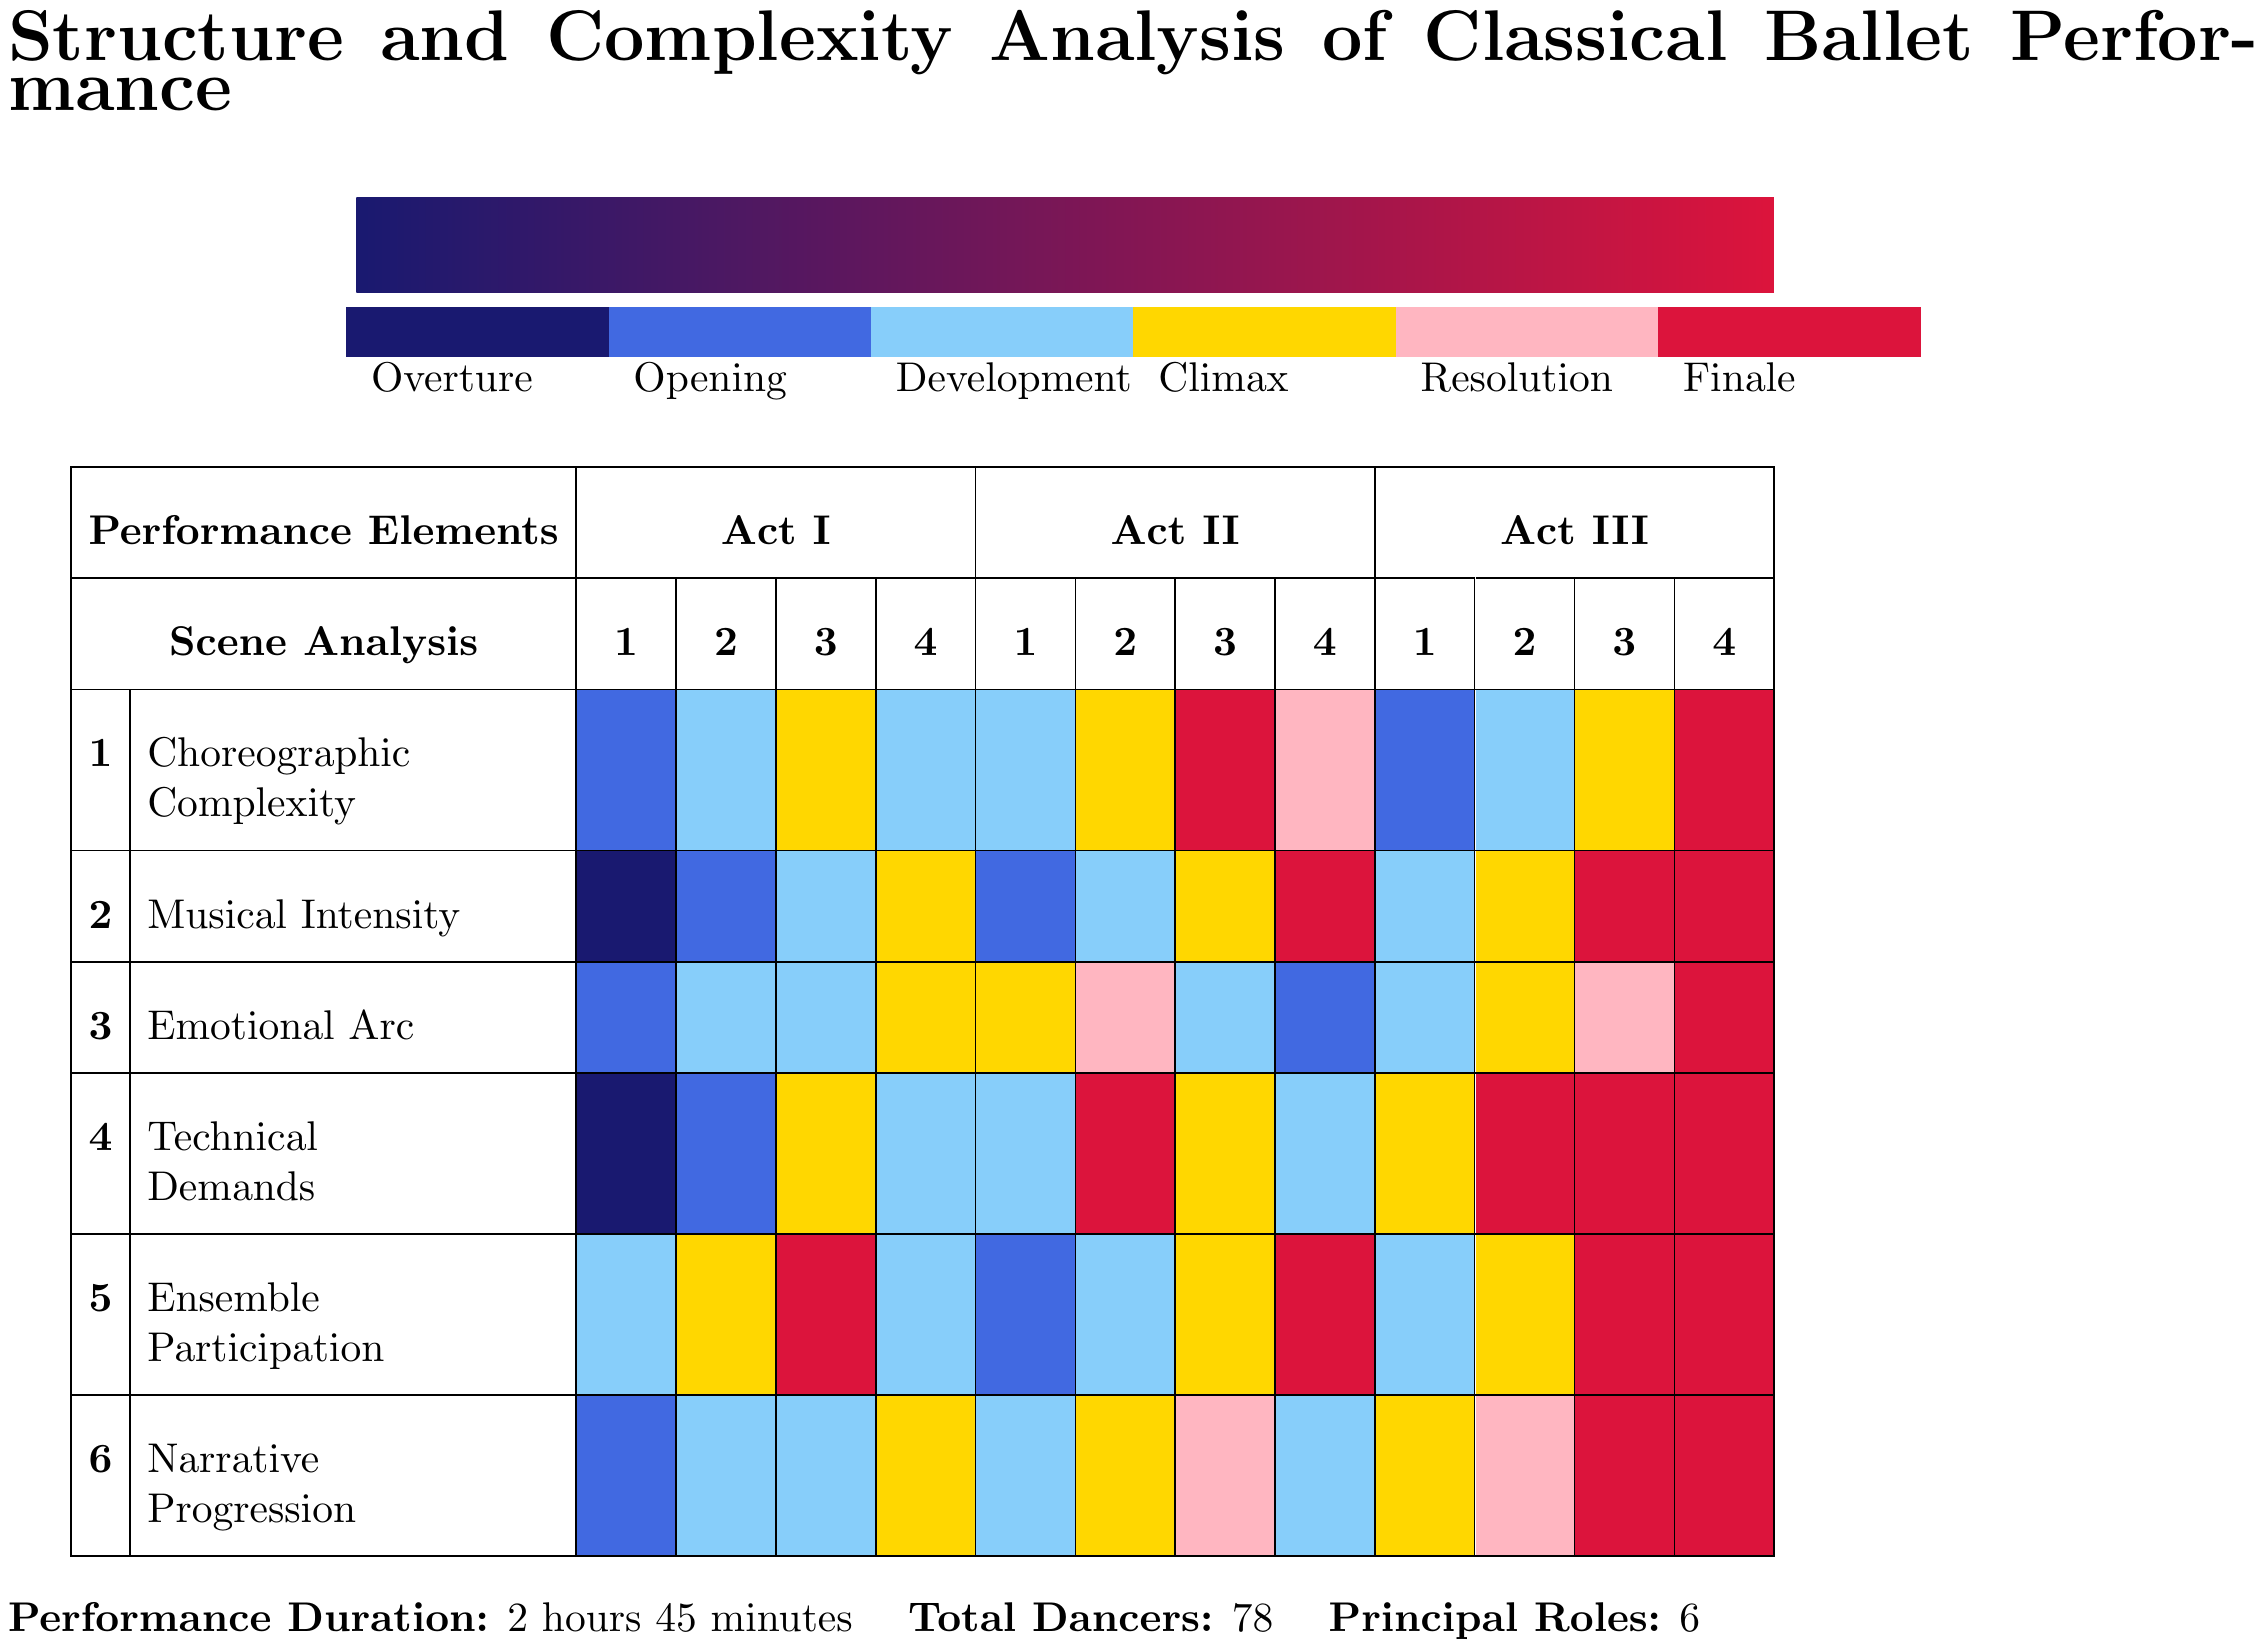 Structure and Complexity Analysis of Classical Ballet Perfor-
mance
Overture Opening Development Climax Resolution Finale
Performance Elements Act I Act II Act III
Scene Analysis 1 2 3 4 1 2 3 4 1 2 3 4
1 Choreographic
Complexity
2 Musical Intensity
3 Emotional Arc
4 Technical
Demands
5 Ensemble
Participation
6 Narrative
Progression
Performance Duration: 2 hours 45 minutes Total Dancers: 78 Principal Roles: 6